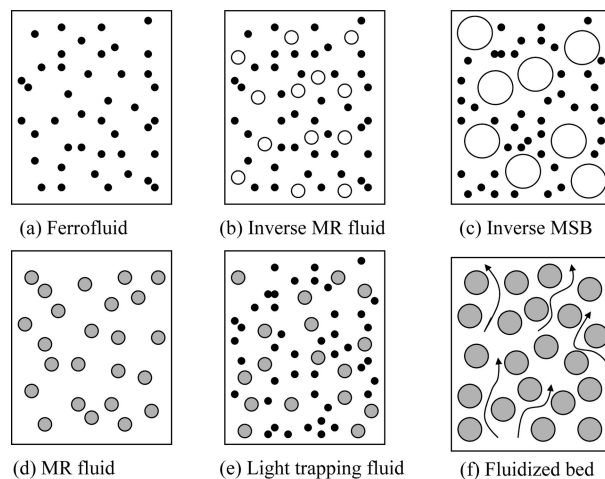 (a) Ferrofluid
(b) Inverse MR fluid
(c) Inverse MSB
(d) MR fluid
(e) Light trapping fluid
(f) Fluidized bed